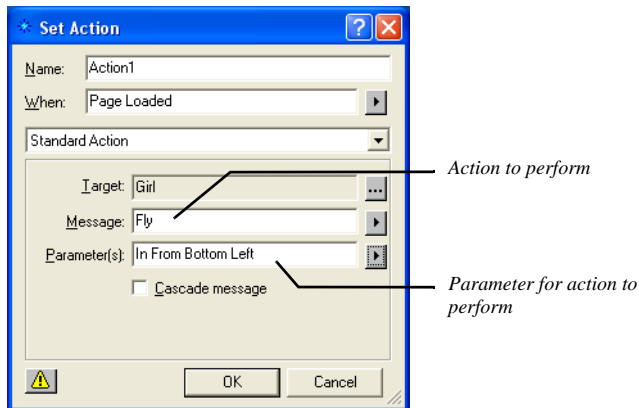 Set Action
Name: Action1
When: Page Loaded
Standard Action
Action to perform
Target: Girl ...
Message: Fly
Parameter(s): In From Bottom Left
Cascade message
Parameter for action to
perform
OK Cancel